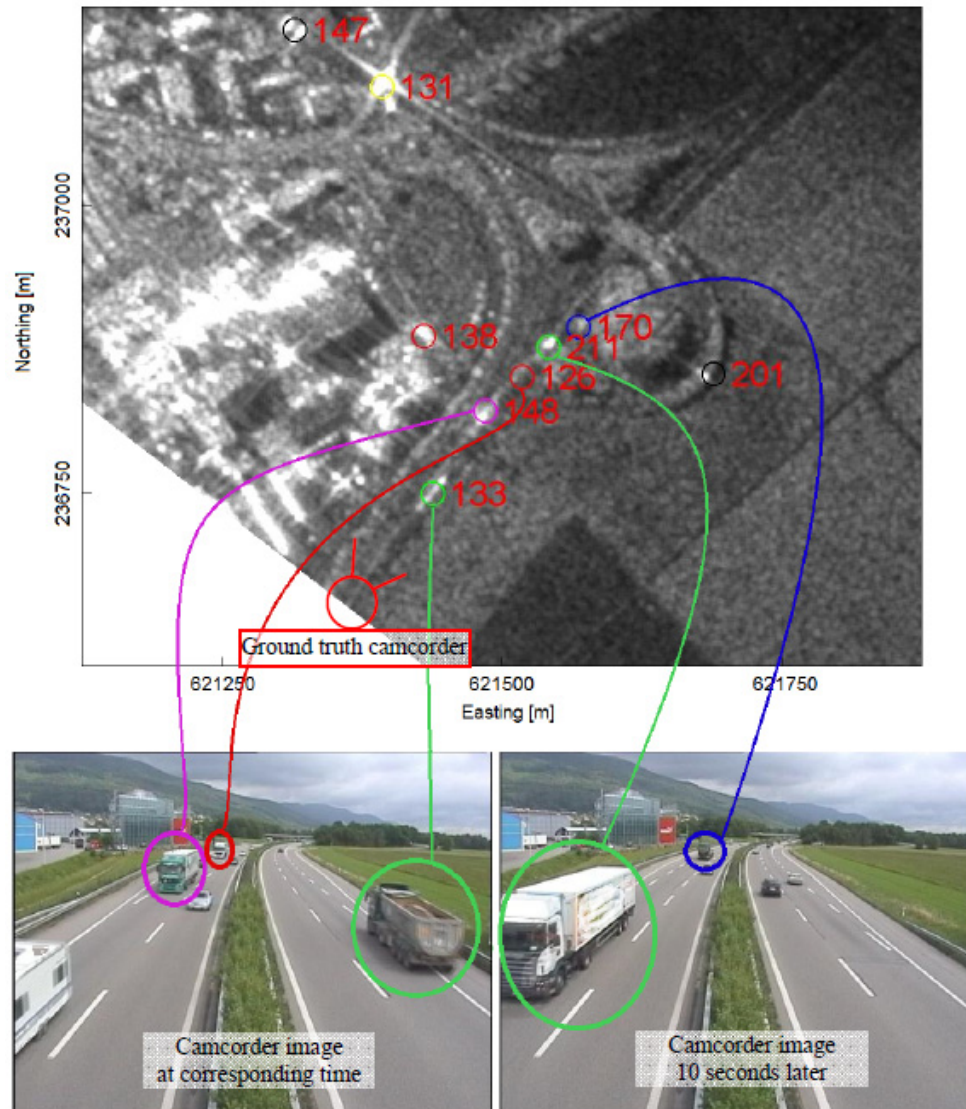 147
131
237000
Northing [m]
138
170
211
126
201
148
236750
133
Ground truth camcorder
621250
621500
621750
Easting [m]
Camcorder image
at corresponding time
Camcorder image
10 seconds later